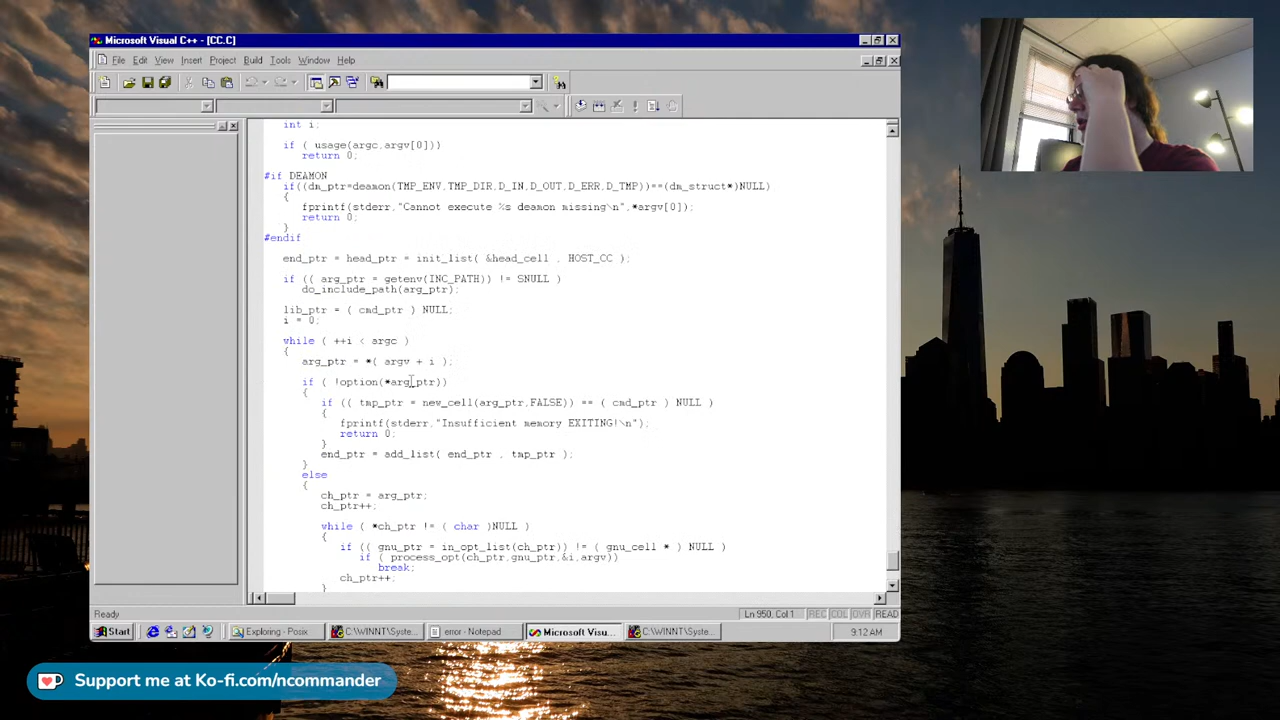 Microsoft Visual C++ - [CC.C]
File Edit View Insert Project Build Tools Window Help
int i;
if ( usage(argc,argv[0]))
return 0;
#if DEAMON
if((dm_ptr=deamon(TMP_ENV,TMP_DIR,D_IN,D_OUT,D_ERR,D_TMP))==(dm_struct*)NULL)
{
fprintf(stderr,"Cannot execute %s deamon missing\n",*argv[0]);
return 0;
}
#endif
end_ptr = head_ptr = init_list( &head_cell , HOST_CC );
if (( arg_ptr = getenv(INC_PATH)) != SNULL )
do_include_path(arg_ptr);
lib_ptr = ( cmd_ptr ) NULL;
i = 0;
while ( ++i < argc )
{
arg_ptr = *( argv + i );
if ( !option(*arg_ptr))
{
if (( tmp_ptr = new_cell(arg_ptr,FALSE)) == ( cmd_ptr ) NULL )
{
fprintf(stderr,"Insufficient memory EXITING!\n");
return 0;
}
end_ptr = add_list( end_ptr , tmp_ptr );
}
else
{
ch_ptr = arg_ptr;
ch_ptr++;
while ( *ch_ptr != ( char )NULL )
{
if (( gnu_ptr = in_opt_list(ch_ptr)) != ( gnu_cell * ) NULL )
if ( process_opt(ch_ptr,gnu_ptr,&i,argv))
break;
ch_ptr++;
}
Ready Ln 950, Col 1 REC COL OVR READ
Start Exploring - Posix C:\WINNT\Syste... error - Notepad Microsoft Visu... C:\WINNT\Syste... 9:12 AM
Support me at Ko-fi.com/ncommander